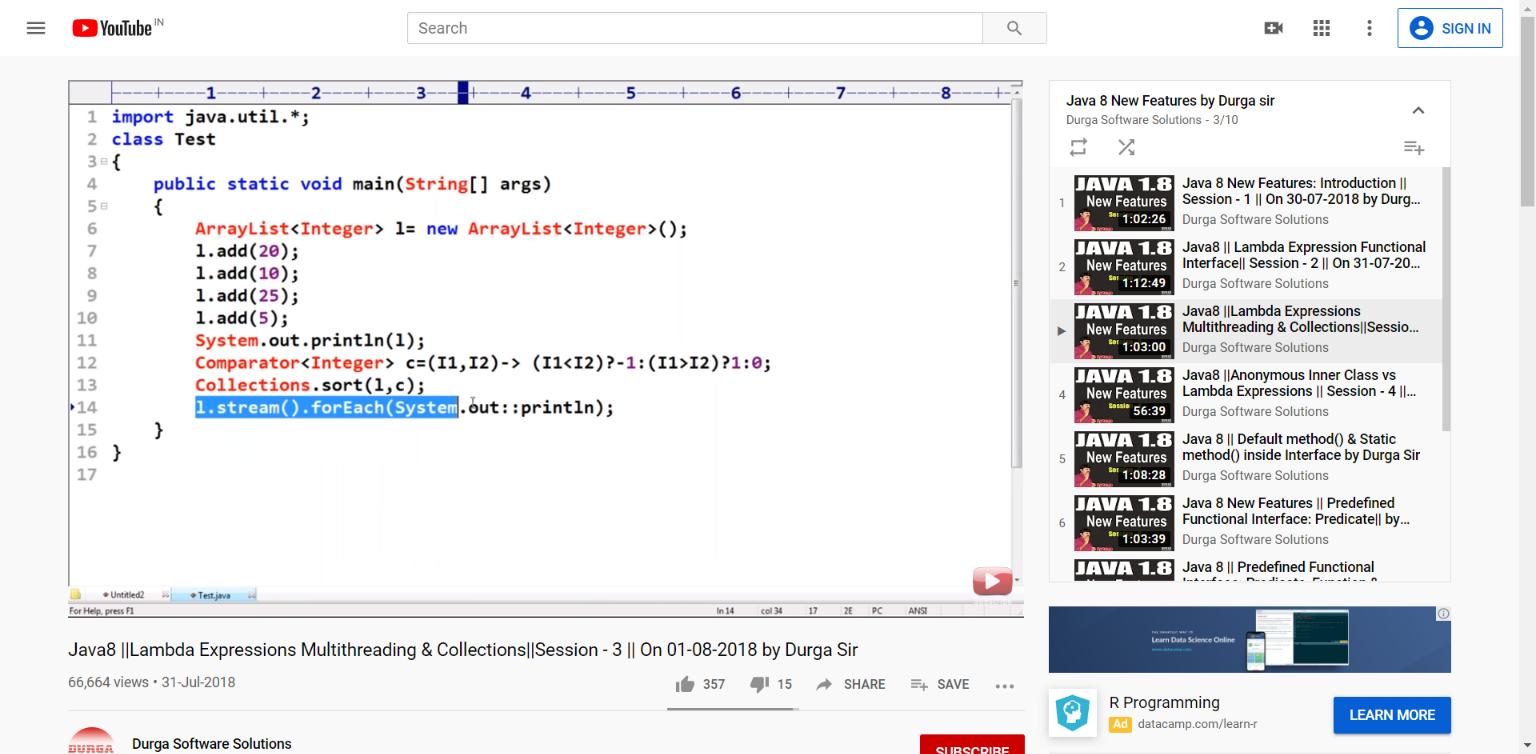 YouTube IN
Search
SIGN IN
1 2 3 4 5 6 7 8
1 import java.util.*;
2 class Test
3 {
4 public static void main(String[] args)
5 {
6 ArrayList<Integer> l= new ArrayList<Integer>();
7 l.add(20);
8 l.add(10);
9 l.add(25);
10 l.add(5);
11 System.out.println(l);
12 Comparator<Integer> c=(I1,I2)-> (I1<I2)?-1:(I1>I2)?1:0;
13 Collections.sort(l,c);
14 l.stream().forEach(System.out::println);
15 }
16 }
17
Untitled2 Test.java
For Help, press F1 ln 14 col 34 17 2E PC ANSI
Java8 ||Lambda Expressions Multithreading & Collections||Session - 3 || On 01-08-2018 by Durga Sir
66,664 views • 31-Jul-2018
357 15 SHARE SAVE
DURGA
Durga Software Solutions
SUBSCRIBE
Java 8 New Features by Durga sir
Durga Software Solutions - 3/10
1
JAVA 1.8
New Features
1:02:26
Java 8 New Features: Introduction ||
Session - 1 || On 30-07-2018 by Durg...
Durga Software Solutions
2
JAVA 1.8
New Features
1:12:49
Java8 || Lambda Expression Functional
Interface|| Session - 2 || On 31-07-20...
Durga Software Solutions
JAVA 1.8
New Features
1:03:00
Java8 ||Lambda Expressions
Multithreading & Collections||Sessio...
Durga Software Solutions
4
JAVA 1.8
New Features
56:39
Java8 ||Anonymous Inner Class vs
Lambda Expressions || Session - 4 ||...
Durga Software Solutions
5
JAVA 1.8
New Features
1:08:28
Java 8 || Default method() & Static
method() inside Interface by Durga Sir
Durga Software Solutions
6
JAVA 1.8
New Features
1:03:39
Java 8 New Features || Predefined
Functional Interface: Predicate|| by...
Durga Software Solutions
JAVA 1.8
Java 8 || Predefined Functional
Interface: Predicate, Function &
Learn Data Science Online
www.datacamp.com
R Programming
Ad datacamp.com/learn-r
LEARN MORE